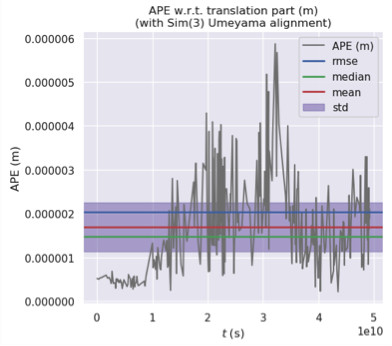 APE w.r.t. translation part (m)
(with Sim(3) Umeyama alignment)
APE (m)
rmse
median
mean
std
APE (m)
0.000006
0.000005
0.000004
0.000003
0.000002
0.000001
0.000000
0 1 2 3 4 5
1e10
t (s)